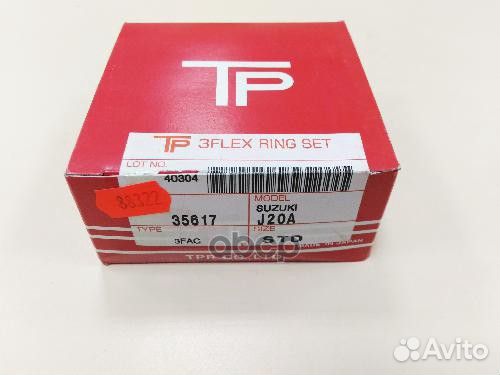 TP
TP 3FLEX RING SET
LOT NO.
40304
88322
MODEL
SUZUKI
35617
J20A
TYPE
SIZE
3FAC
STD
MADE IN JAPAN
TPR CO., LTD.
Avito